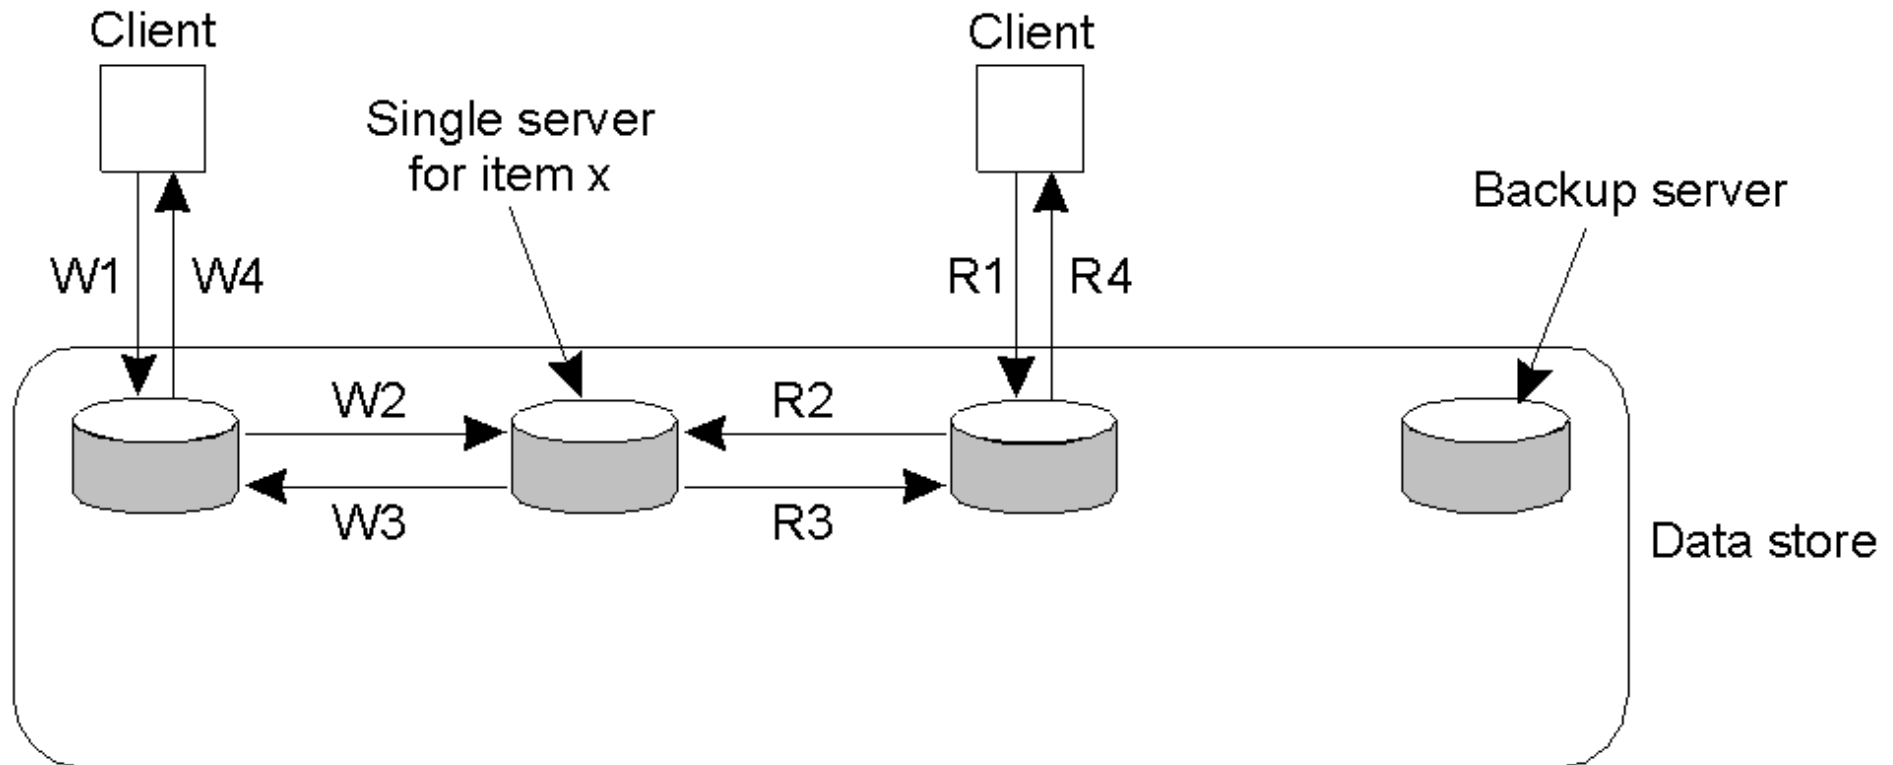 Client
Client
Single server
for item x
Backup server
W1
W4
R1
R4
W2
R2
W3
R3
Data store